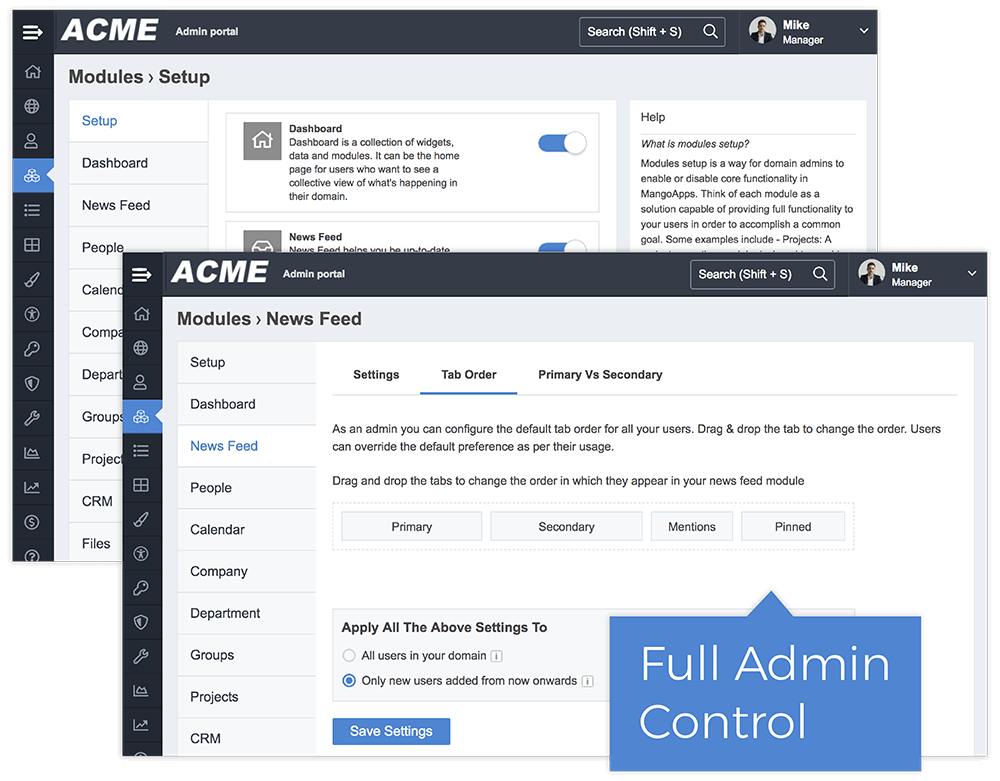 ACME Admin portal
Search (Shift + S)
Mike
Manager
Modules › Setup
Setup
Dashboard
News Feed
People
Calend
Compa
Depart
Groups
Project
CRM
Files
Dashboard
Dashboard is a collection of widgets,
data and modules. It can be the home
page for users who want to see a
collective view of what's happening in
their domain.
News Feed
News Feed helps you be up-to-date
Help
What is modules setup?
Modules setup is a way for domain admins to
enable or disable core functionality in
MangoApps. Think of each module as a
solution capable of providing full functionality to
your users in order to accomplish a common
goal. Some examples include - Projects: A
ACME Admin portal
Search (Shift + S)
Mike
Manager
Modules › News Feed
Setup
Dashboard
News Feed
People
Calendar
Company
Department
Groups
Projects
CRM
Settings Tab Order Primary Vs Secondary
As an admin you can configure the default tab order for all your users. Drag & drop the tab to change the order. Users
can override the default preference as per their usage.
Drag and drop the tabs to change the order in which they appear in your news feed module
Primary Secondary Mentions Pinned
Apply All The Above Settings To
All users in your domain i
Only new users added from now onwards i
Save Settings
Full Admin
Control